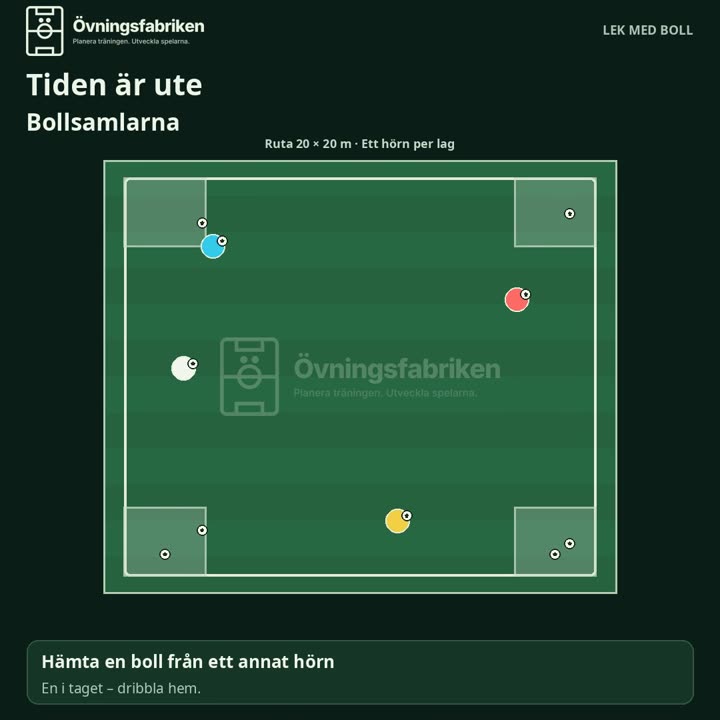 Övningsfabriken
Planera träningen. Utveckla spelarna.
LEK MED BOLL
Tiden är ute
Bollsamlarna
Ruta 20 × 20 m · Ett hörn per lag
Övningsfabriken
Planera träningen. Utveckla spelarna.
Hämta en boll från ett annat hörn
En i taget – dribbla hem.